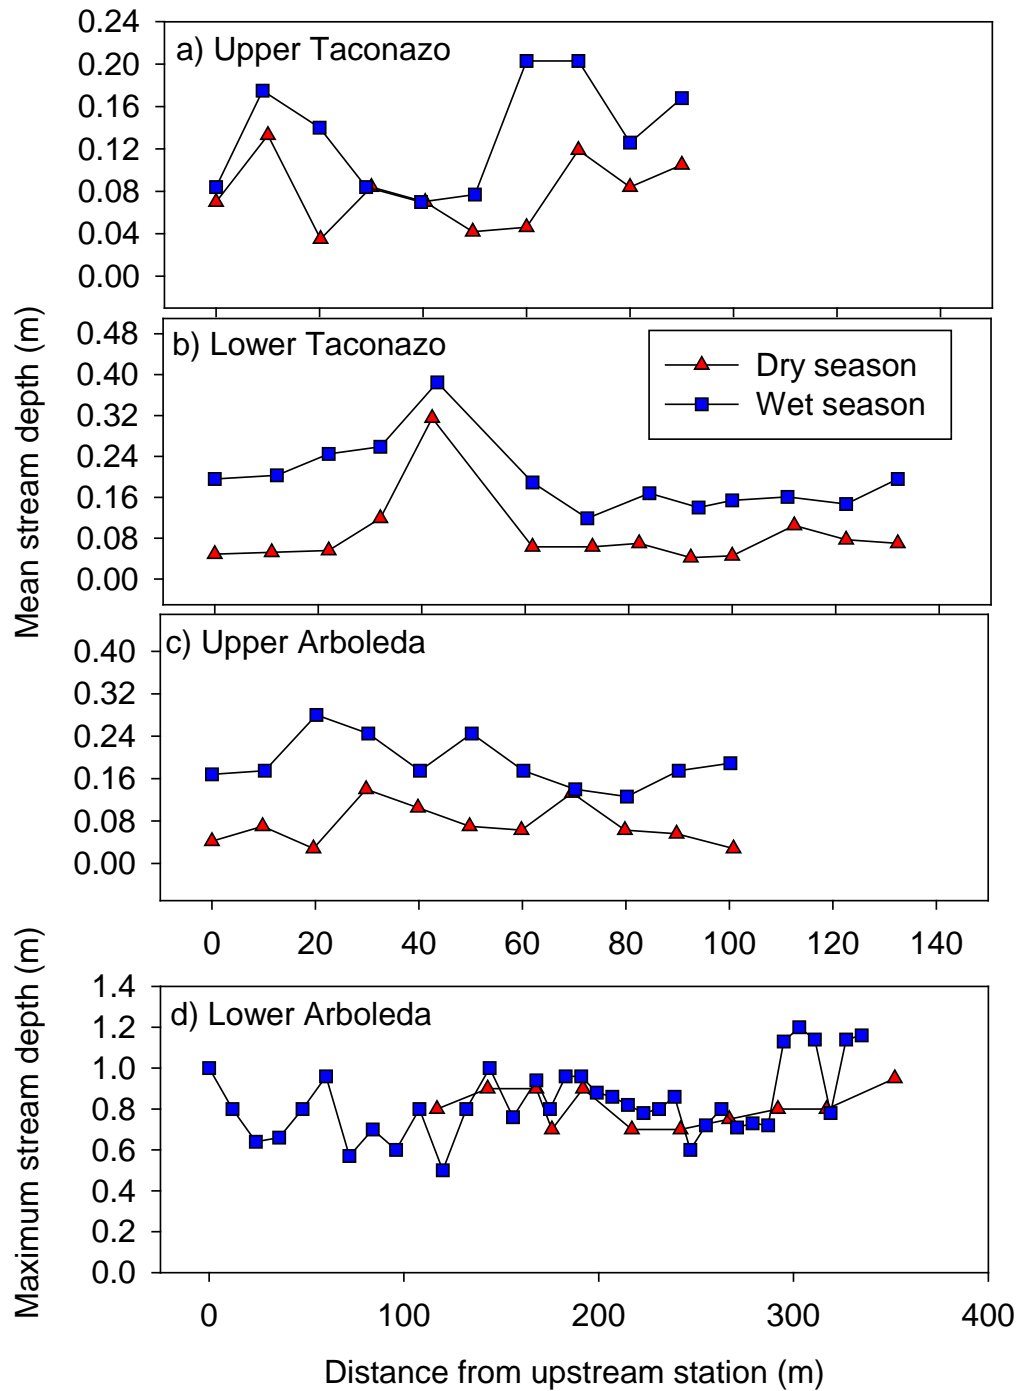 0.24
a) Upper Taconazo
0.20
0.16
0.12
0.08
0.04
0.00
Mean stream depth (m)
0.48
b) Lower Taconazo
0.40
0.32
0.24
0.16
0.08
0.00
Dry season
Wet season
c) Upper Arboleda
0.40
0.32
0.24
0.16
0.08
0.00
0 20 40 60 80 100 120 140
Maximum stream depth (m)
1.4
d) Lower Arboleda
1.2
1.0
0.8
0.6
0.4
0.2
0.0
0 100 200 300 400
Distance from upstream station (m)